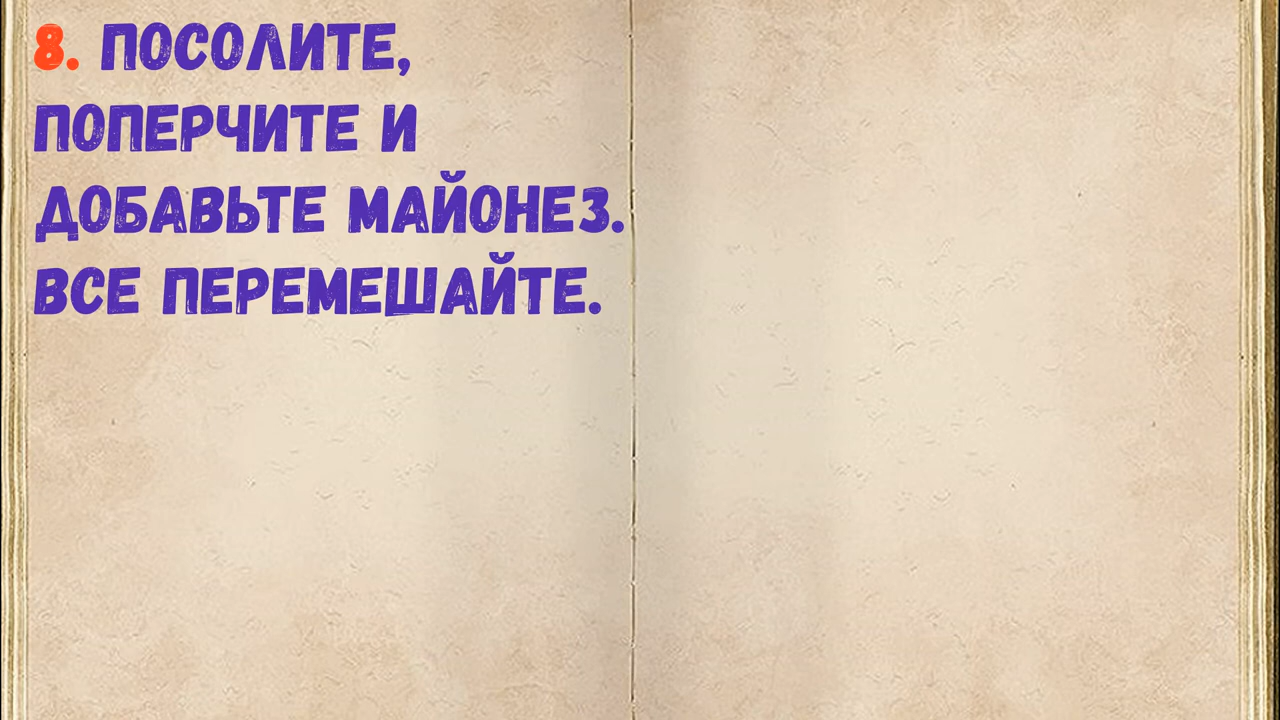 8. ПОСОЛИТЕ,
ПОПЕРЧИТЕ И
ДОБАВЬТЕ МАЙОНЕЗ.
ВСЕ ПЕРЕМЕШАЙТЕ.